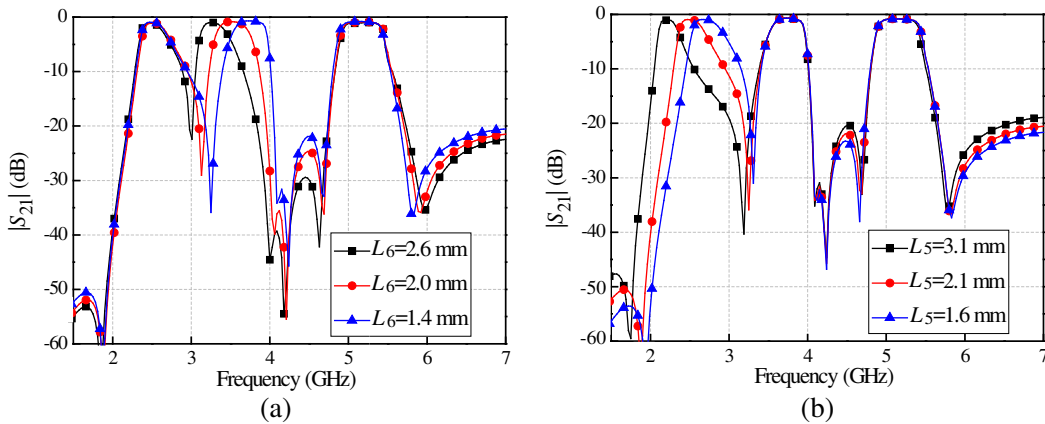 0
-10
-20
-30
-40
-50
-60
|S21| (dB)
L6=2.6 mm
L6=2.0 mm
L6=1.4 mm
2 3 4 5 6 7
Frequency (GHz)
(a)
0
-10
-20
-30
-40
-50
-60
|S21| (dB)
L5=3.1 mm
L5=2.1 mm
L5=1.6 mm
2 3 4 5 6 7
Frequency (GHz)
(b)